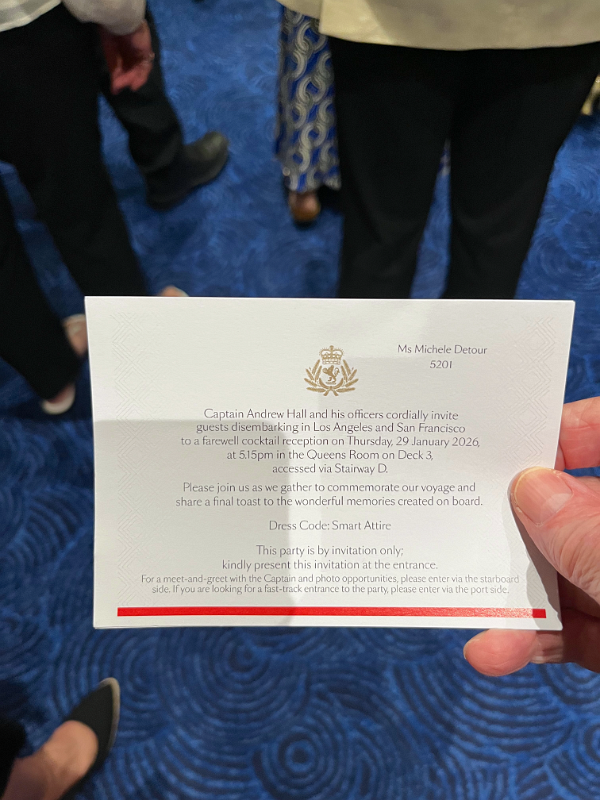 Ms Michele Detour
5201
Captain Andrew Hall and his officers cordially invite
guests disembarking in Los Angeles and San Francisco
to a farewell cocktail reception on Thursday, 29 January 2026,
at 5.15pm in the Queens Room on Deck 3,
accessed via Stairway D.
Please join us as we gather to commemorate our voyage and
share a final toast to the wonderful memories created on board.
Dress Code: Smart Attire
This party is by invitation only;
kindly present this invitation at the entrance.
For a meet-and-greet with the Captain and photo opportunities, please enter via the starboard
side. If you are looking for a fast-track entrance to the party, please enter via the port side.